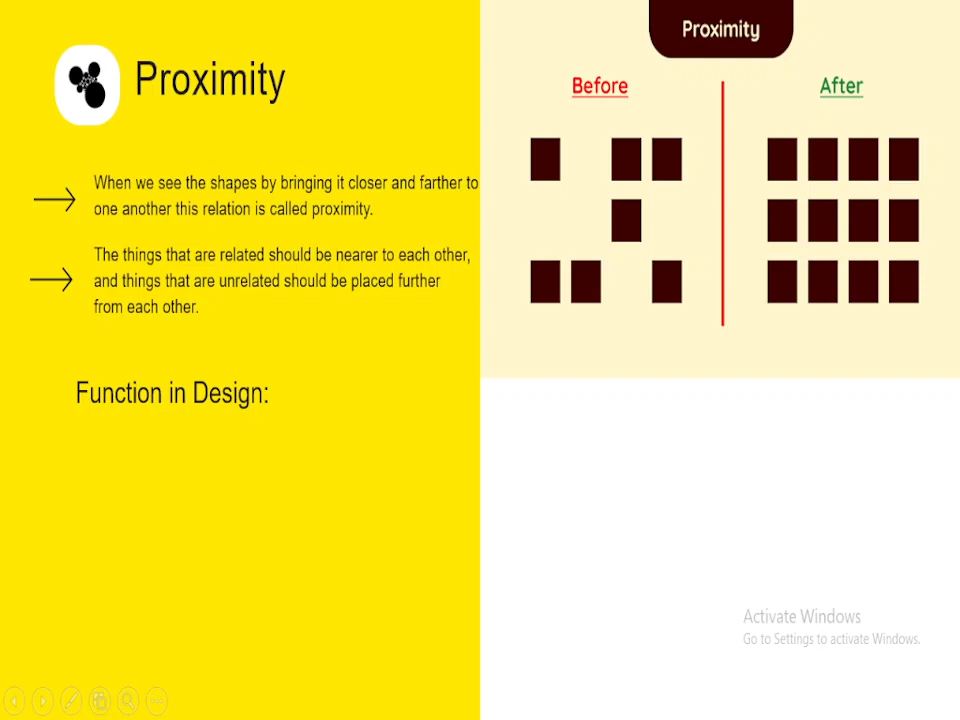 Proximity
When we see the shapes by bringing it closer and farther to
one another this relation is called proximity.
The things that are related should be nearer to each other,
and things that are unrelated should be placed further
from each other.
Function in Design:
Proximity
Before
After
Activate Windows
Go to Settings to activate Windows.